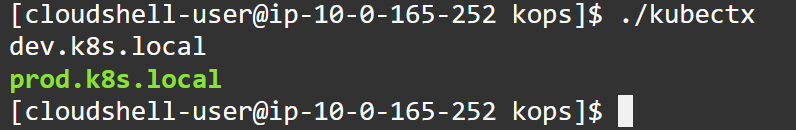 [cloudshell-user@ip-10-0-165-252 kops]$ ./kubectx
dev.k8s.local
prod.k8s.local
[cloudshell-user@ip-10-0-165-252 kops]$